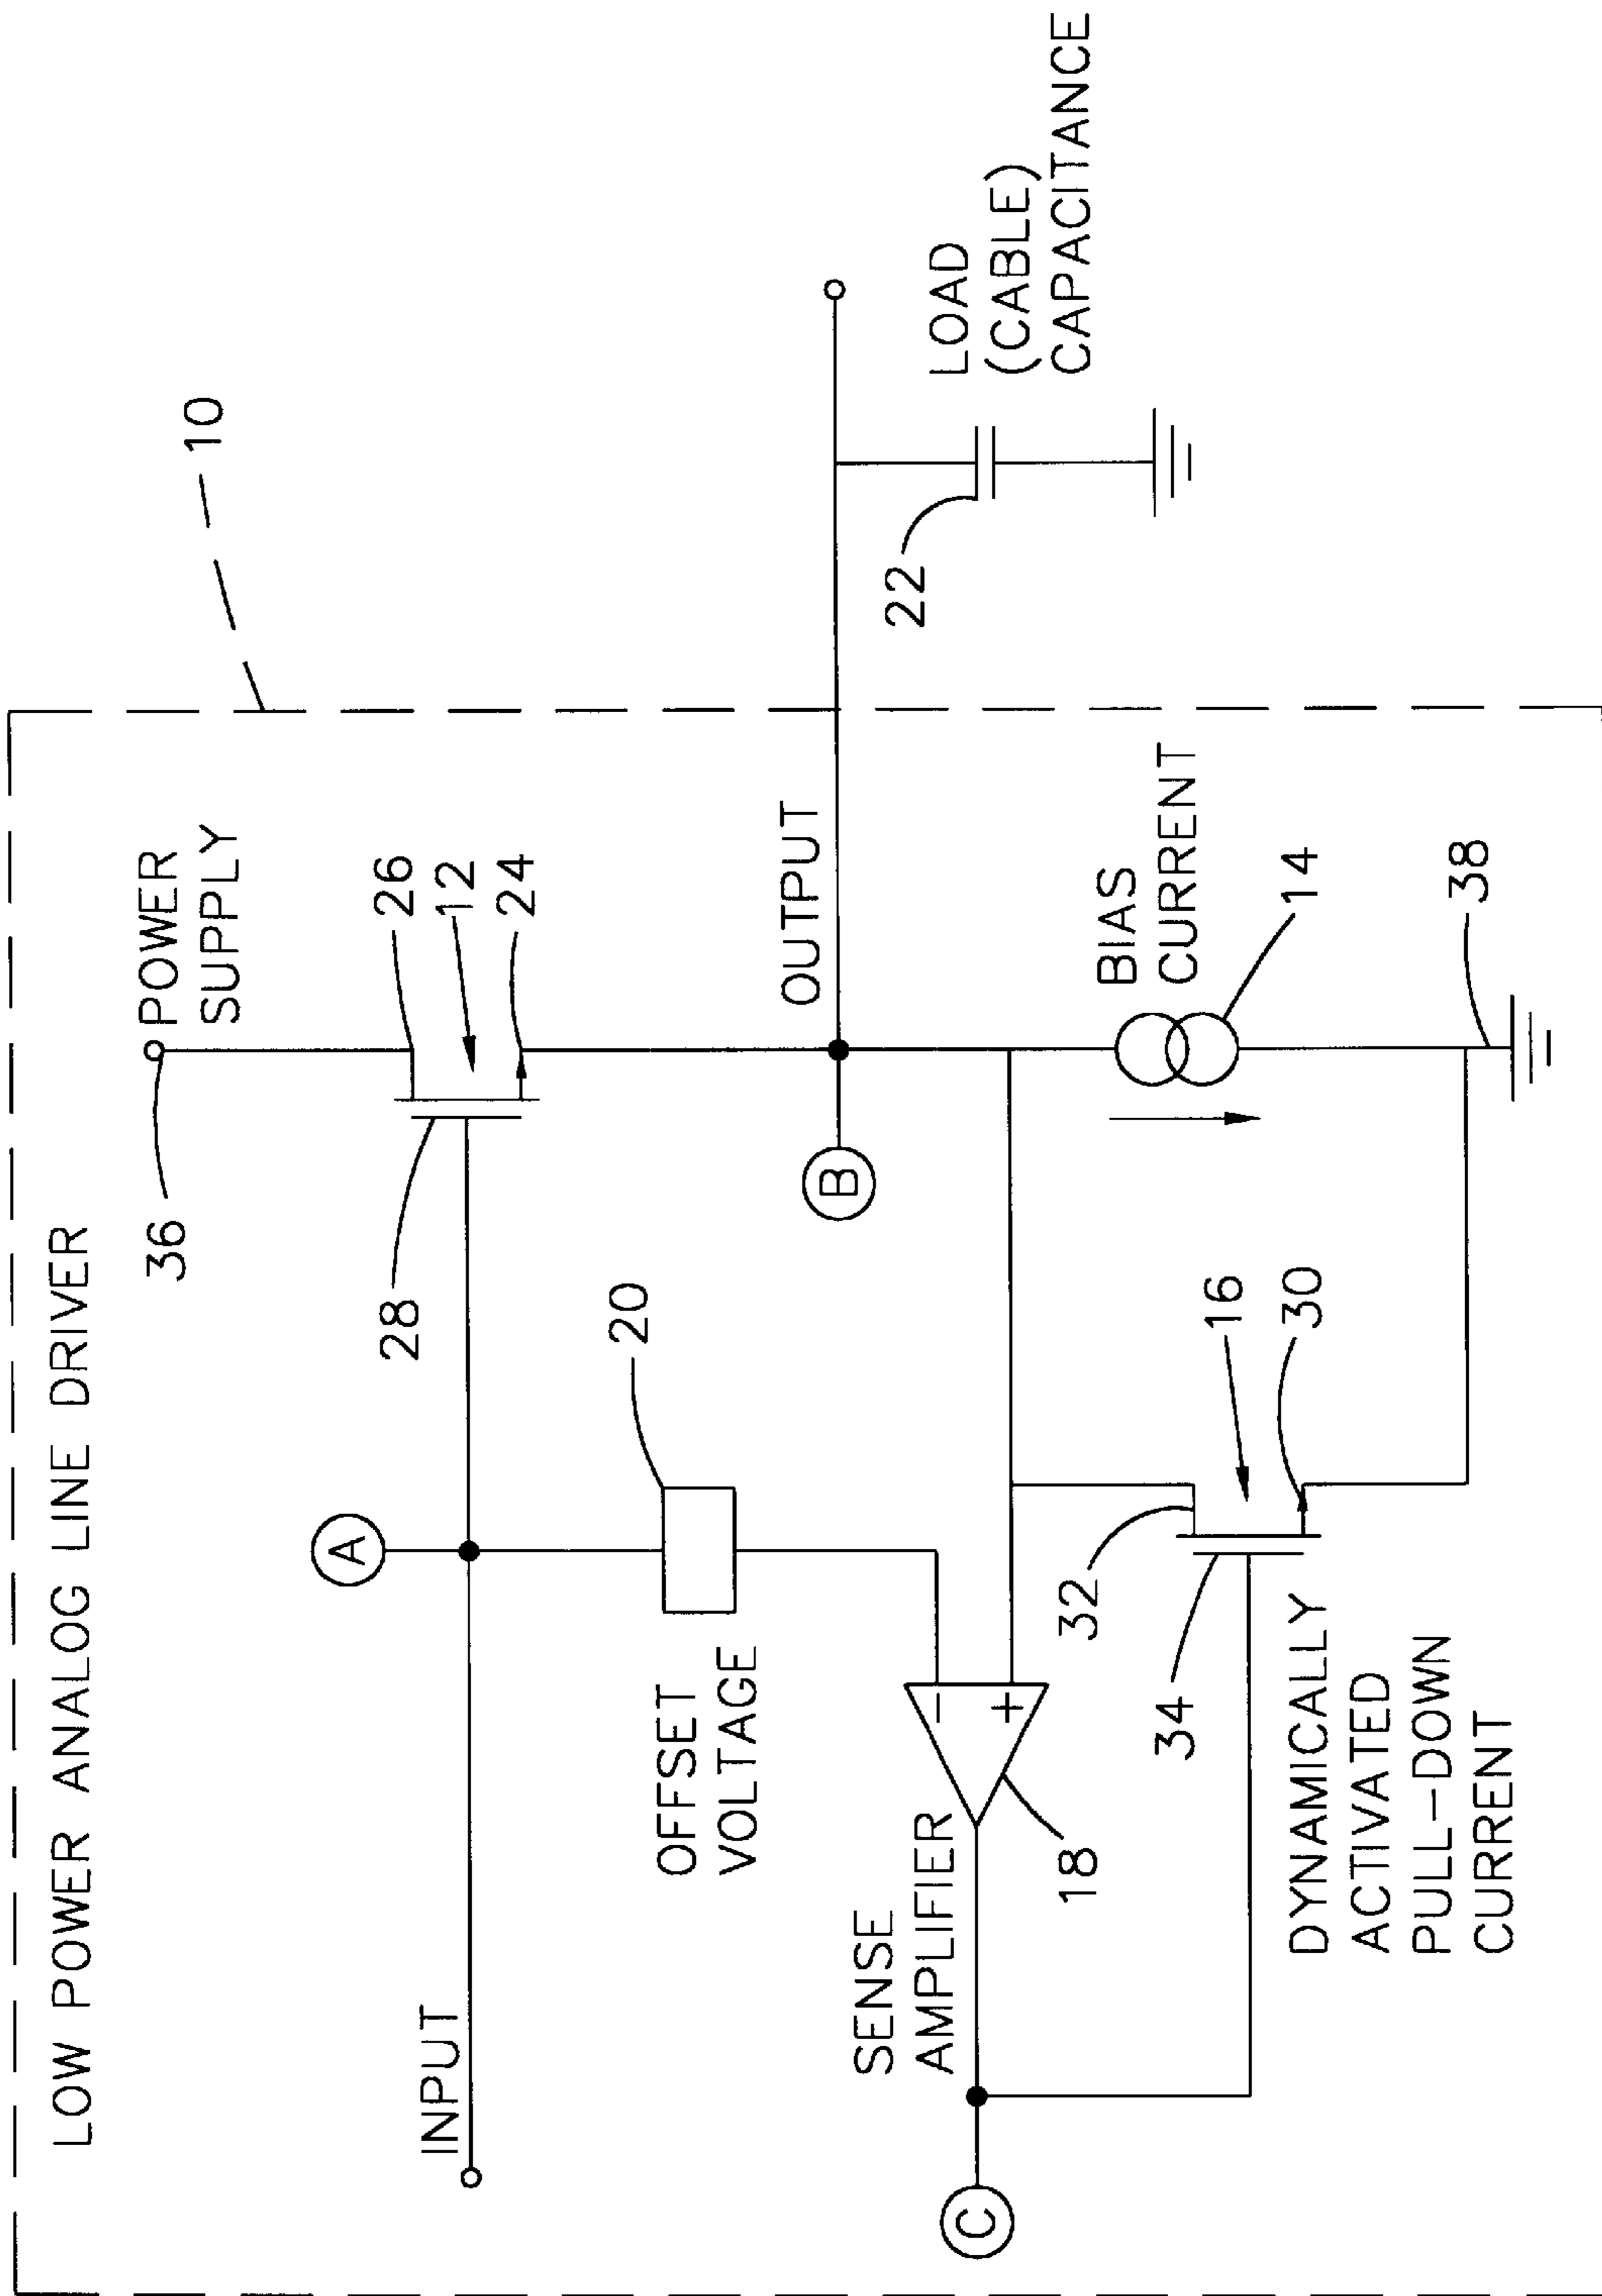 LOW POWER ANALOG LINE DRIVER
10
POWER
SUPPLY
36
26
12
24
28
A
INPUT
20
OFFSET
VOLTAGE
OUTPUT
B
22
LOAD
(CABLE)
CAPACITANCE
SENSE
AMPLIFIER
-
+
18
C
BIAS
CURRENT
14
38
32
34
16
30
DYNAMICALLY
ACTIVATED
PULL-DOWN
CURRENT